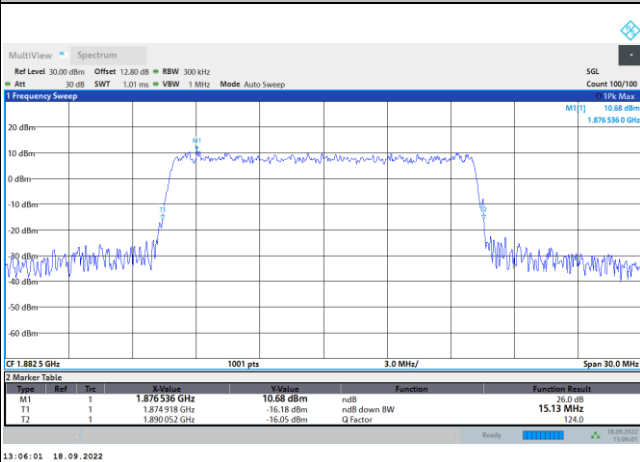 MultiView Spectrum
Ref Level 30.00 dBm Offset 12.80 dB RBW 300 kHz SGL
Att 30 dB SWT 1.01 ms VBW 1 MHz Mode Auto Sweep Count 100/100
1 Frequency Sweep 1Pk Max
M1[1] 10.68 dBm
1.876 536 0 GHz
20 dBm
M1
10 dBm
0 dBm
-10 dBm
T1 T2
-20 dBm
-30 dBm
-40 dBm
-50 dBm
-60 dBm
CF 1.882 5 GHz 1001 pts 3.0 MHz/ Span 30.0 MHz
2 Marker Table
Type Ref Trc X-Value Y-Value Function Function Result
M1 1 1.876 536 GHz 10.68 dBm ndB 26.0 dB
T1 1 1.874 918 GHz -16.18 dBm ndB down BW 15.13 MHz
T2 1 1.890 052 GHz -16.05 dBm Q Factor 124.0
Ready 18.09.2022
13:06:01
13:06:01 18.09.2022